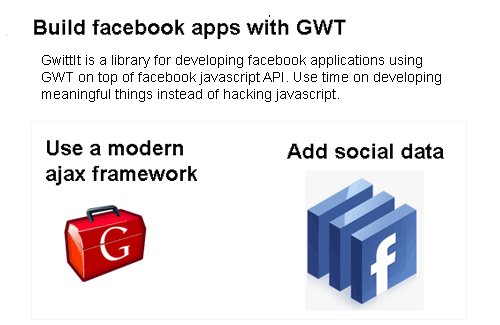 Build facebook apps with GWT
GwittIt is a library for developing facebook applications using
GWT on top of facebook javascript API. Use time on developing
meaningful things instead of hacking javascript.
Use a modern
ajax framework
Add social data
G
f